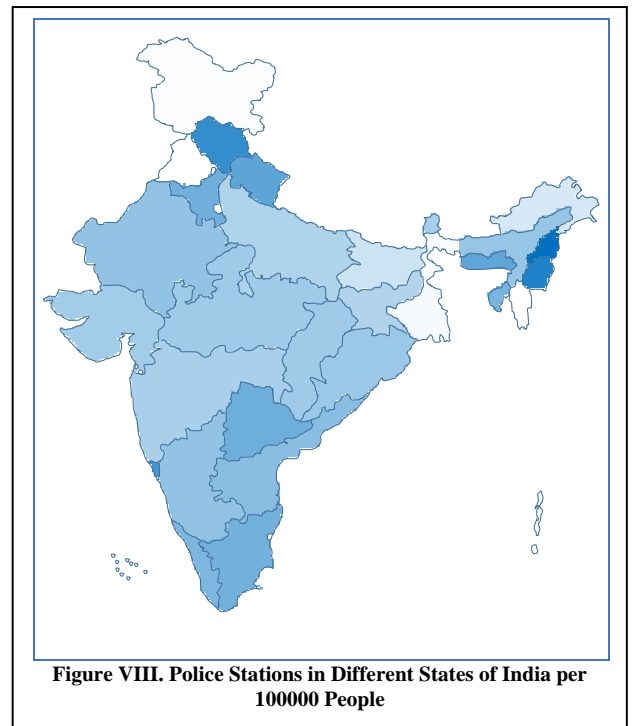 Figure VIII. Police Stations in Different States of India per
100000 People